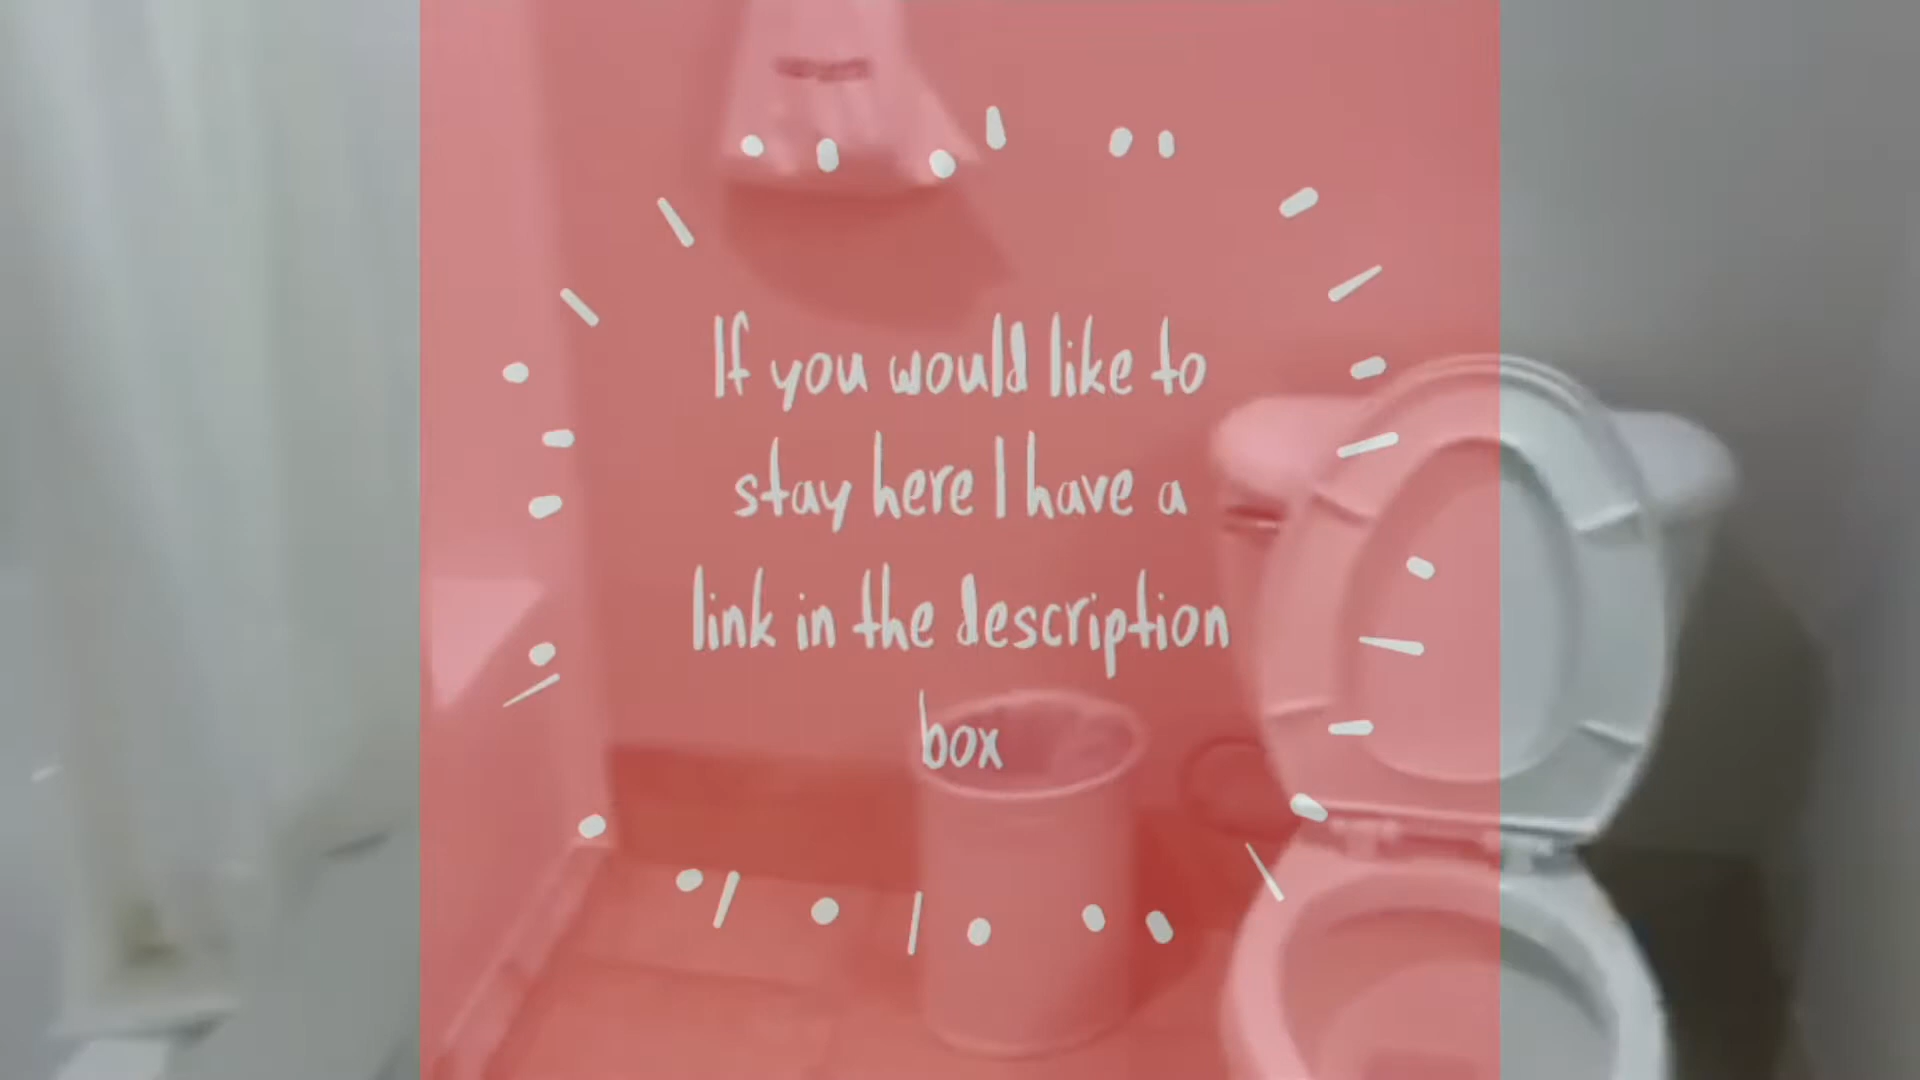 If you would like to
stay here I have a
link in the description
box